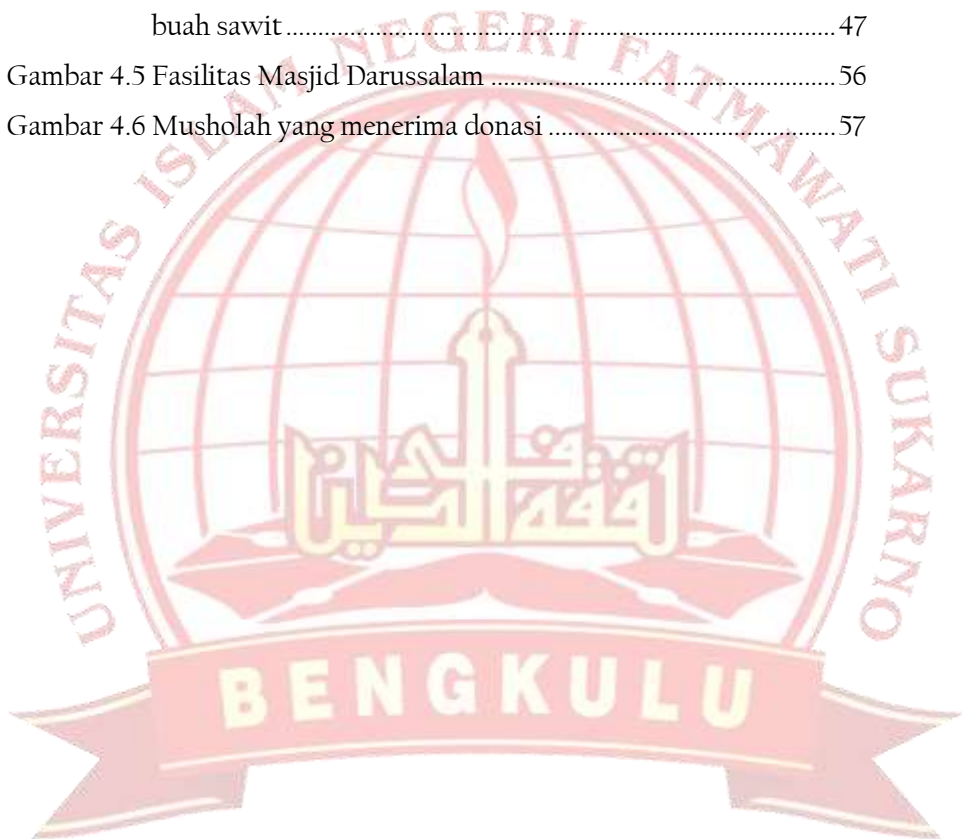 buah sawit ........................................................................... 47
Gambar 4.5 Fasilitas Masjid Darussalam ................................................ 56
Gambar 4.6 Musholah yang menerima donasi ....................................... 57
UNIVERSITAS ISLAM NEGERI FATMAWATI SUKARNO
BENGKULU